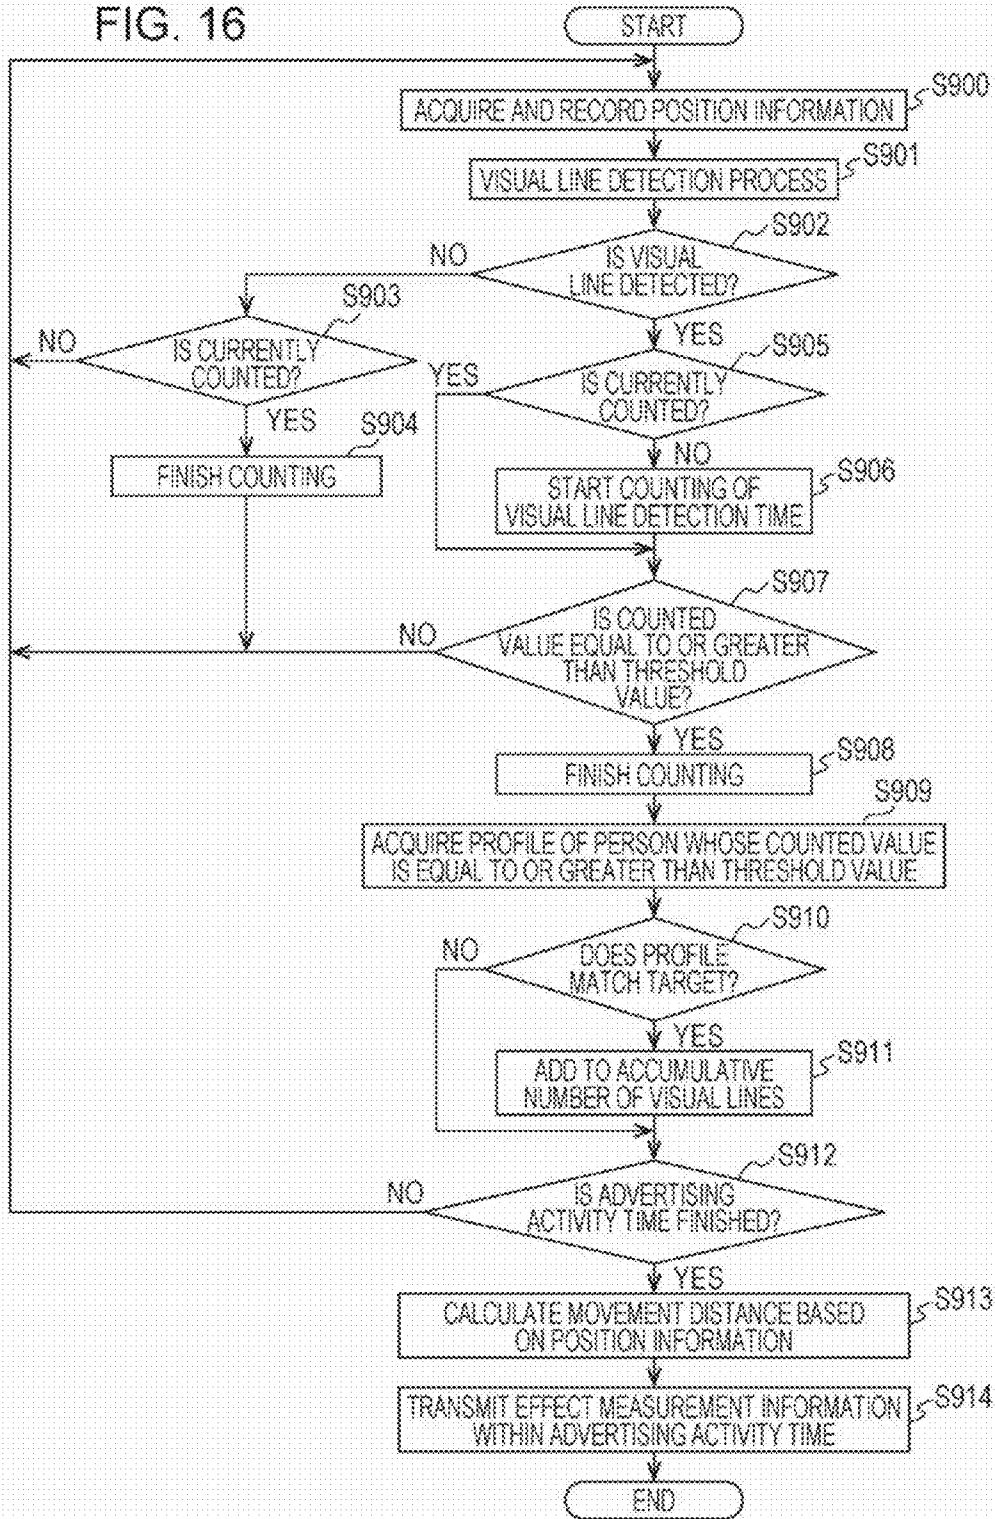 FIG. 16
START
S900
ACQUIRE AND RECORD POSITION INFORMATION
S901
VISUAL LINE DETECTION PROCESS
S902
NO
IS VISUAL
LINE DETECTED?
S903
YES
S905
NO
IS CURRENTLY
COUNTED?
YES
IS CURRENTLY
COUNTED?
YES
S904
NO
S906
FINISH COUNTING
START COUNTING OF
VISUAL LINE DETECTION TIME
S907
NO
IS COUNTED
VALUE EQUAL TO OR GREATER
THAN THRESHOLD
VALUE?
YES
S908
FINISH COUNTING
S909
ACQUIRE PROFILE OF PERSON WHOSE COUNTED VALUE
IS EQUAL TO OR GREATER THAN THRESHOLD VALUE
S910
NO
DOES PROFILE
MATCH TARGET?
YES
S911
ADD TO ACCUMULATIVE
NUMBER OF VISUAL LINES
S912
NO
IS ADVERTISING
ACTIVITY TIME FINISHED?
YES
S913
CALCULATE MOVEMENT DISTANCE BASED
ON POSITION INFORMATION
S914
TRANSMIT EFFECT MEASUREMENT INFORMATION
WITHIN ADVERTISING ACTIVITY TIME
END